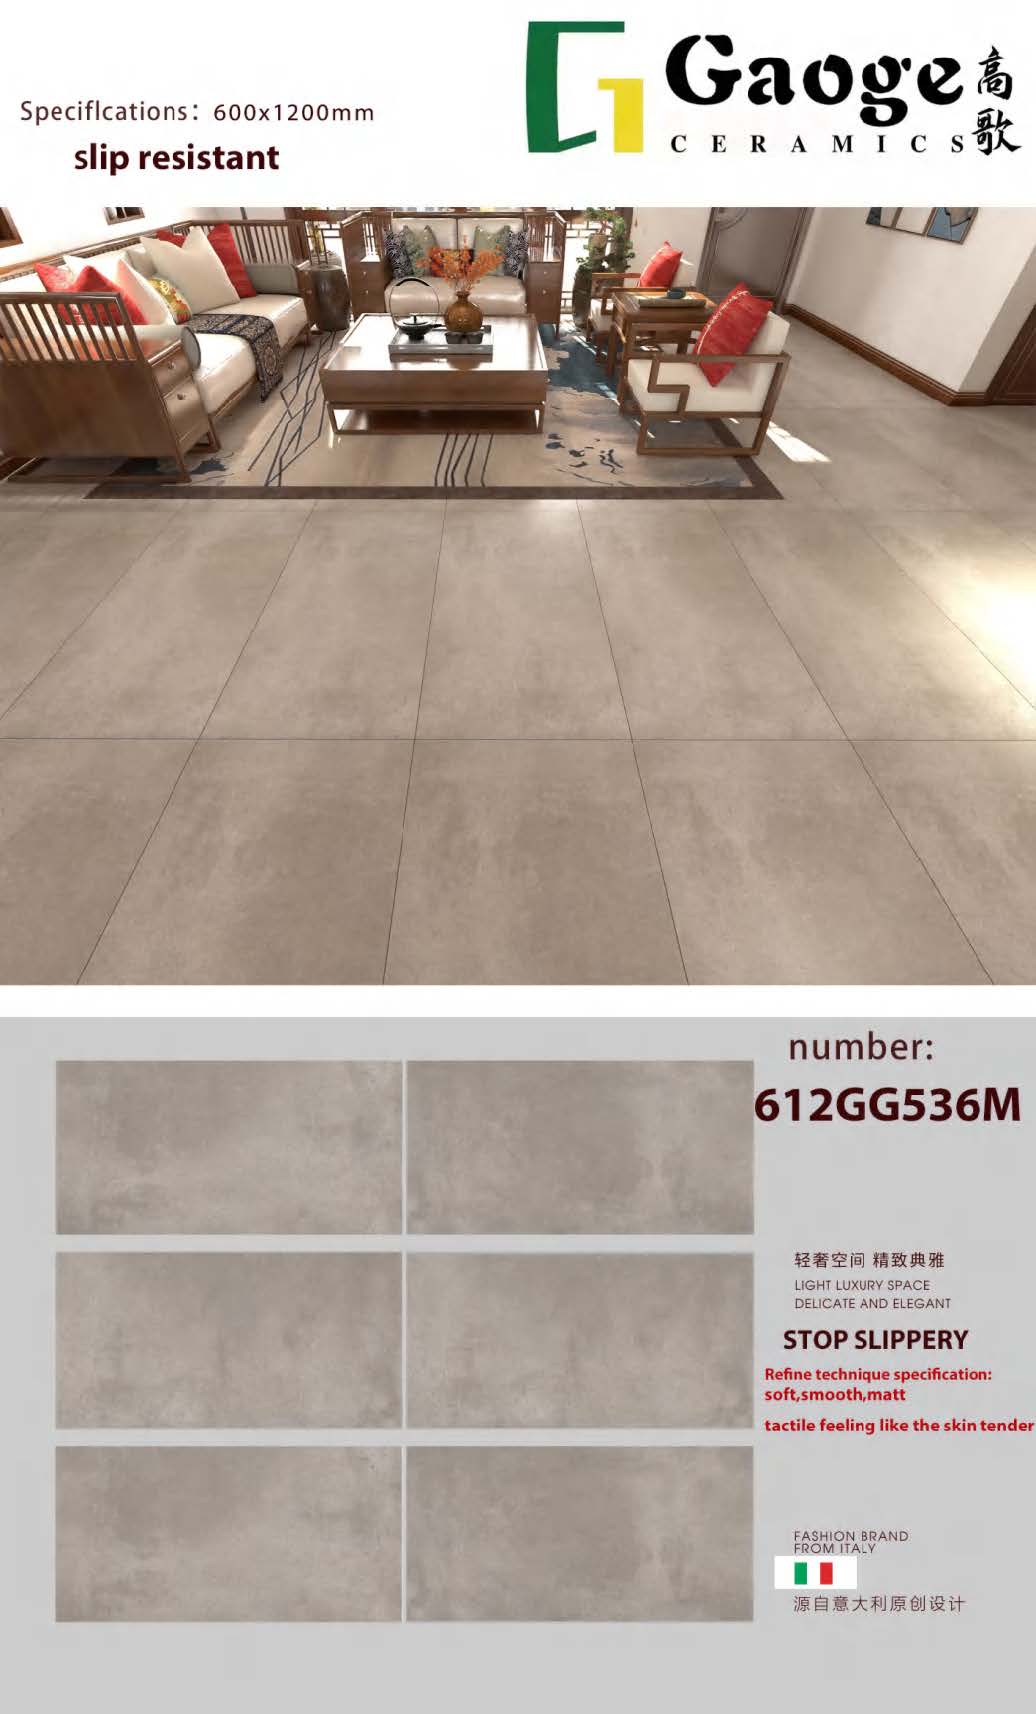 Speciflcations：600x1200mm
slip resistant
Gaoge
CERAMICS
高歌
number:
612GG536M
轻奢空间 精致典雅
LIGHT LUXURY SPACE
DELICATE AND ELEGANT
STOP SLIPPERY
Refine technique specification:
soft,smooth,matt
tactile feeling like the skin tender
FASHION BRAND
FROM ITALY
源自意大利原创设计